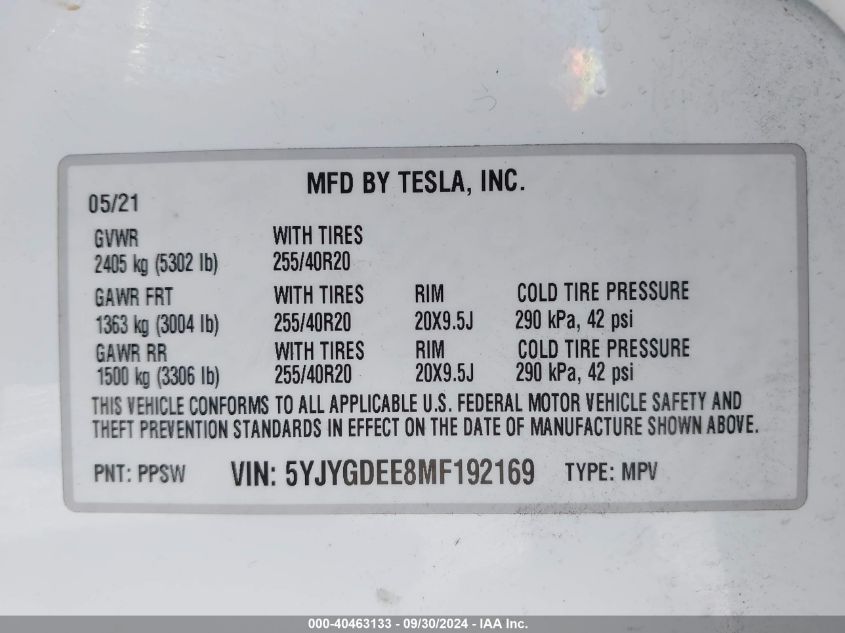 MFD BY TESLA, INC.
05/21
GVWR WITH TIRES
2405 kg (5302 lb) 255/40R20
GAWR FRT WITH TIRES RIM COLD TIRE PRESSURE
1363 kg (3004 lb) 255/40R20 20X9.5J 290 kPa, 42 psi
GAWR RR WITH TIRES RIM COLD TIRE PRESSURE
1500 kg (3306 lb) 255/40R20 20X9.5J 290 kPa, 42 psi
THIS VEHICLE CONFORMS TO ALL APPLICABLE U.S. FEDERAL MOTOR VEHICLE SAFETY AND
THEFT PREVENTION STANDARDS IN EFFECT ON THE DATE OF MANUFACTURE SHOWN ABOVE.
PNT: PPSW VIN: 5YJYGDEE8MF192169 TYPE: MPV
000-40463133 - 09/30/2024 - IAA Inc.